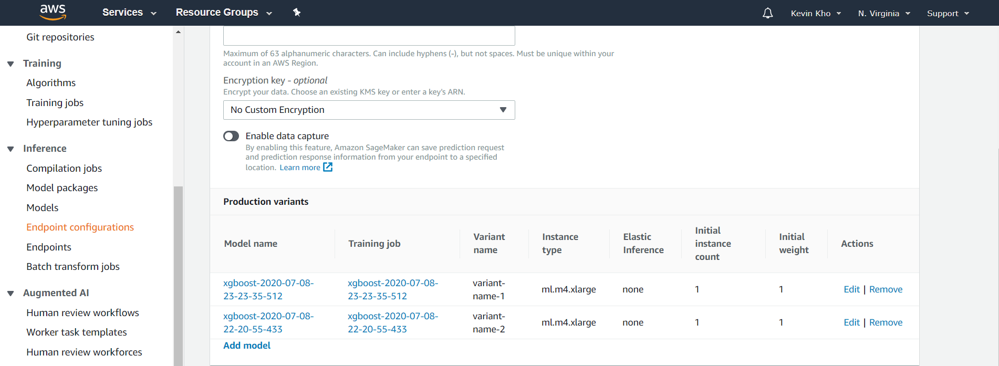 aws
Services
Resource Groups
Kevin Kho
N. Virginia
Support
Git repositories
Training
Algorithms
Training jobs
Hyperparameter tuning jobs
Inference
Compilation jobs
Model packages
Models
Endpoint configurations
Endpoints
Batch transform jobs
Augmented AI
Human review workflows
Worker task templates
Human review workforces
Maximum of 63 alphanumeric characters. Can include hyphens (-), but not spaces. Must be unique within your
account in an AWS Region.
Encryption key - optional
Encrypt your data. Choose an existing KMS key or enter a key's ARN.
No Custom Encryption
Enable data capture
By enabling this feature, Amazon SageMaker can save prediction request
and prediction response information from your endpoint to a specified
location. Learn more
Production variants
Model name
Training job
Variant
name
Instance
type
Elastic
Inference
Initial
instance
count
Initial
weight
Actions
xgboost-2020-07-08-
23-23-35-512
xgboost-2020-07-08-
23-23-35-512
variant-
name-1
ml.m4.xlarge
none
1
1
Edit | Remove
xgboost-2020-07-08-
22-20-55-433
xgboost-2020-07-08-
22-20-55-433
variant-
name-2
ml.m4.xlarge
none
1
1
Edit | Remove
Add model